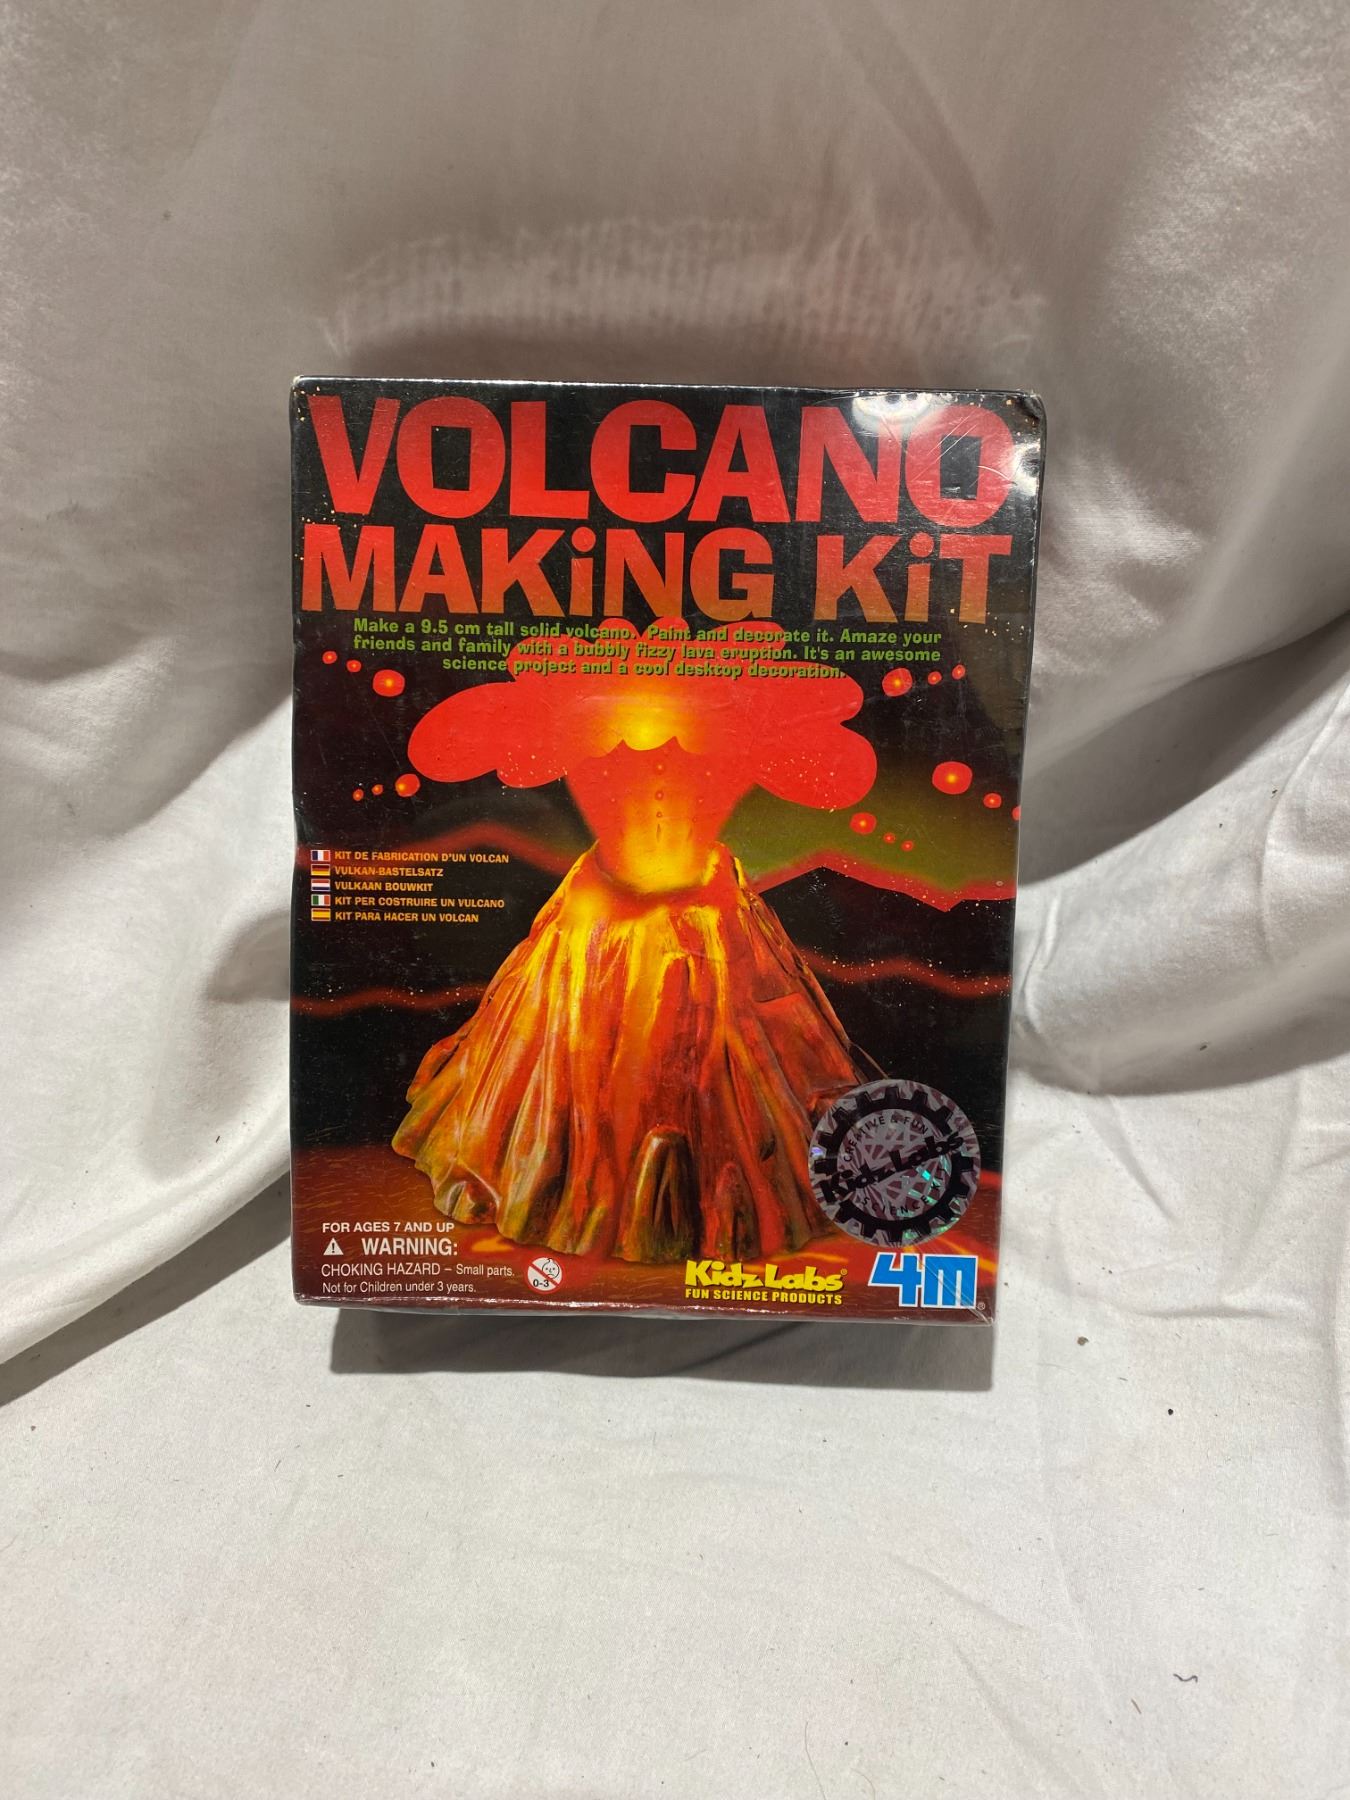 VOLCANO
MAKiNG KiT
Make a 9.5 cm tall solid volcano. Paint and decorate it. Amaze your
friends and family with a bubbly fizzy lava eruption. It's an awesome
science project and a cool desktop decoration.
KIT DE FABRICATION D'UN VOLCAN
VULKAN-BASTELSATZ
VULKAAN BOUWKIT
KIT PER COSTRUIRE UN VULCANO
KIT PARA HACER UN VOLCAN
CREATIVE & FUN
KidzLabs
SCIENCE KIT
FOR AGES 7 AND UP
WARNING:
CHOKING HAZARD – Small parts.
Not for Children under 3 years.
0-3
KidzLabs®
FUN SCIENCE PRODUCTS
4M®